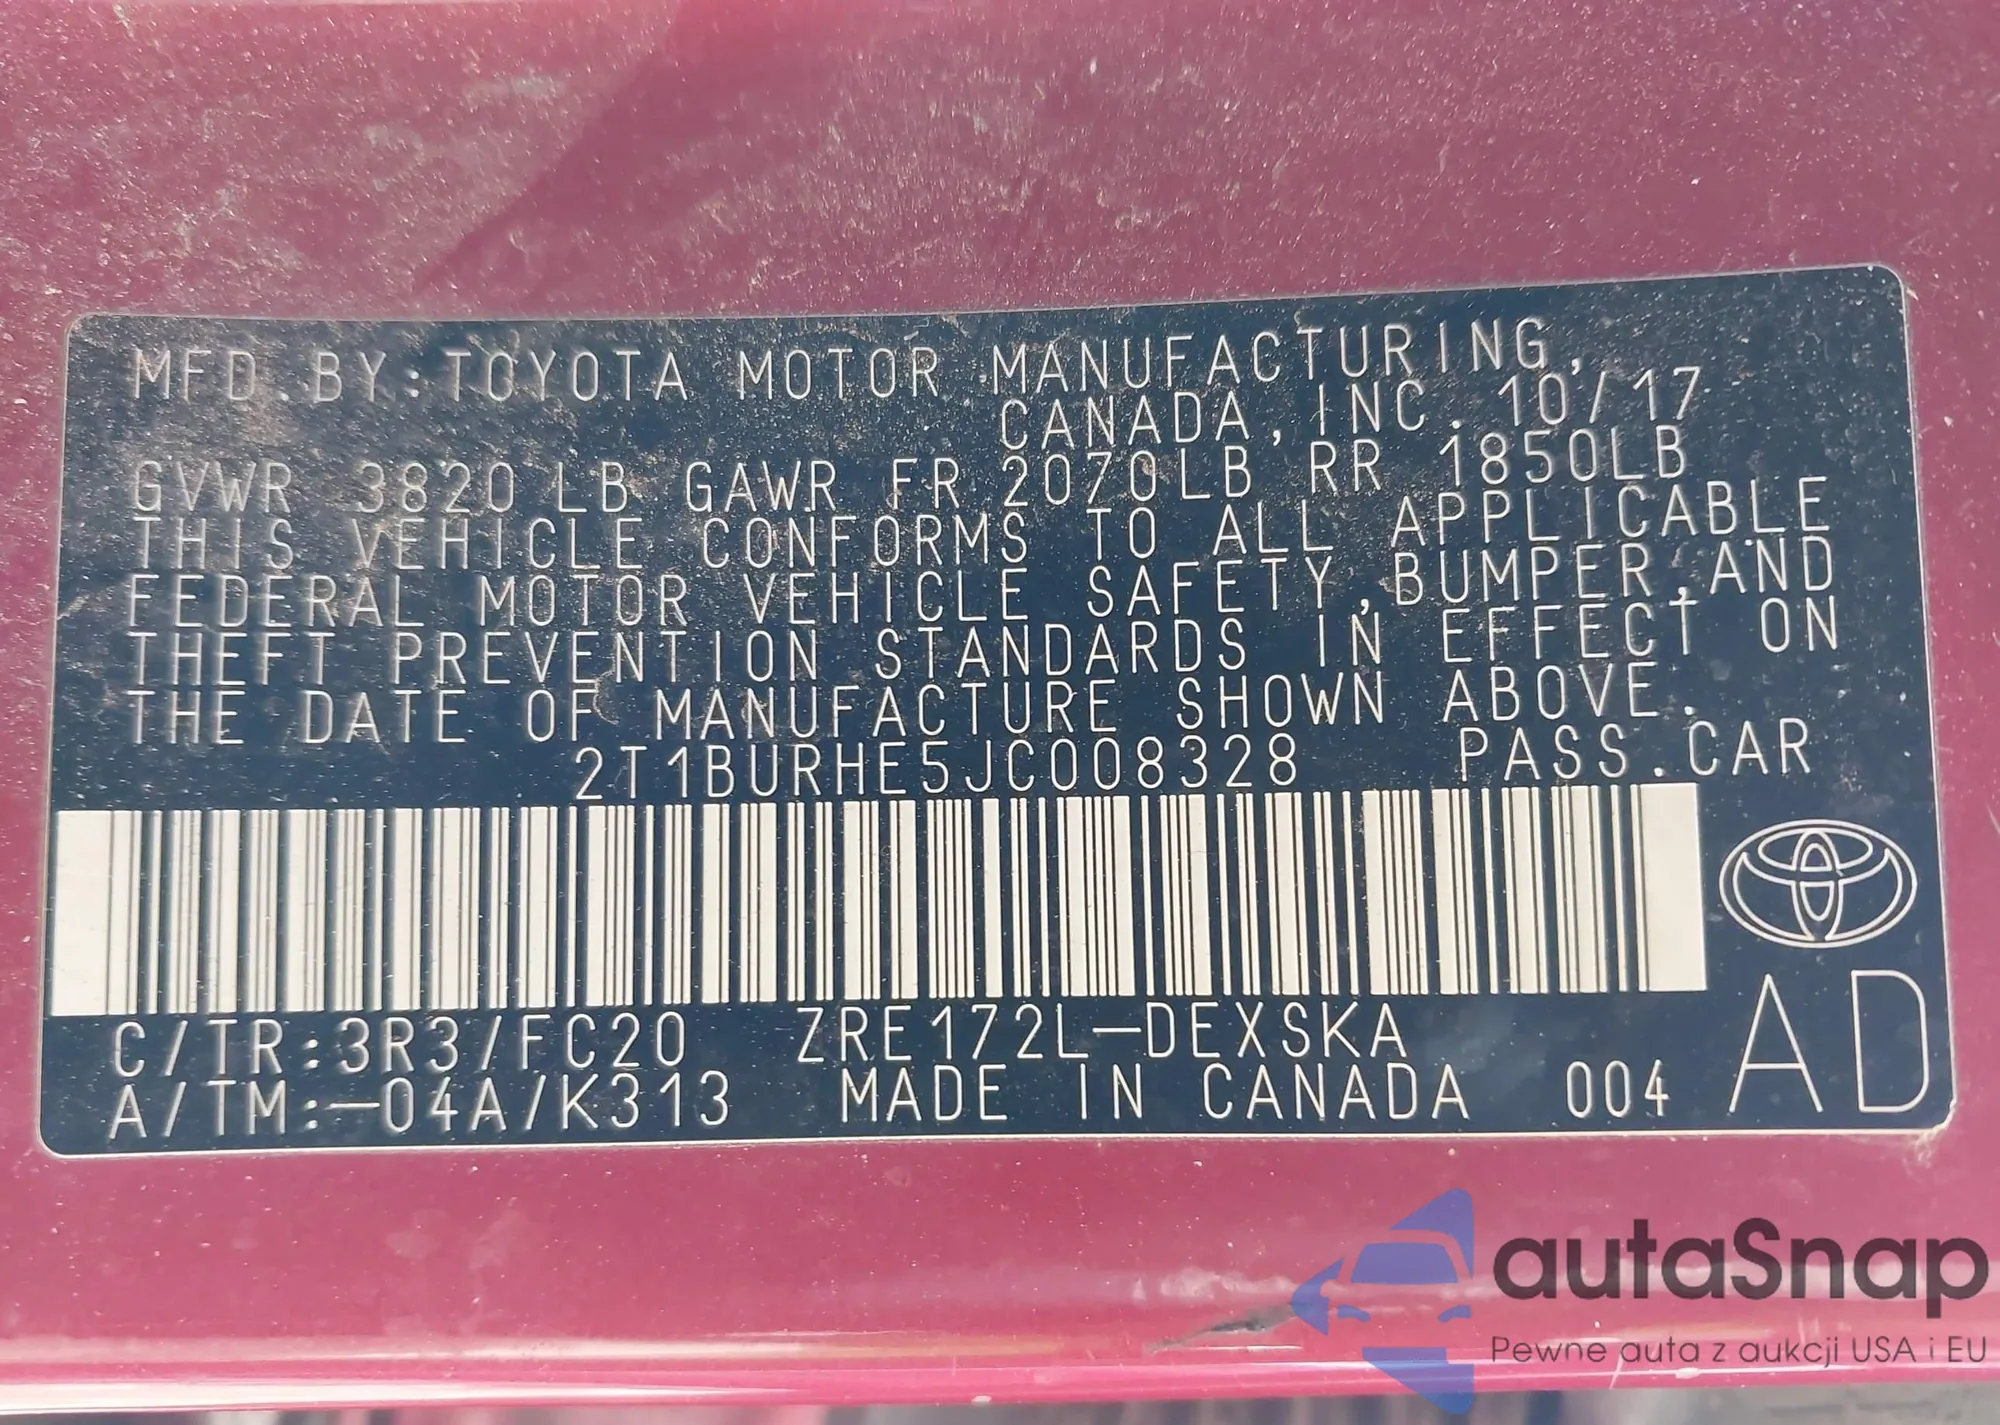 MFD.BY:TOYOTA MOTOR MANUFACTURING,
CANADA,INC. 10/17
GVWR 3820 LB GAWR FR 2070LB RR 1850LB
THIS VEHICLE CONFORMS TO ALL APPLICABLE
FEDERAL MOTOR VEHICLE SAFETY,BUMPER,AND
THEFT PREVENTION STANDARDS IN EFFECT ON
THE DATE OF MANUFACTURE SHOWN ABOVE.
2T1BURHE5JC008328 PASS.CAR
C/TR:3R3/FC20 ZRE172L-DEXSKA
A/TM:-04A/K313 MADE IN CANADA 004 AD
autaSnap
Pewne auta z aukcji USA i EU